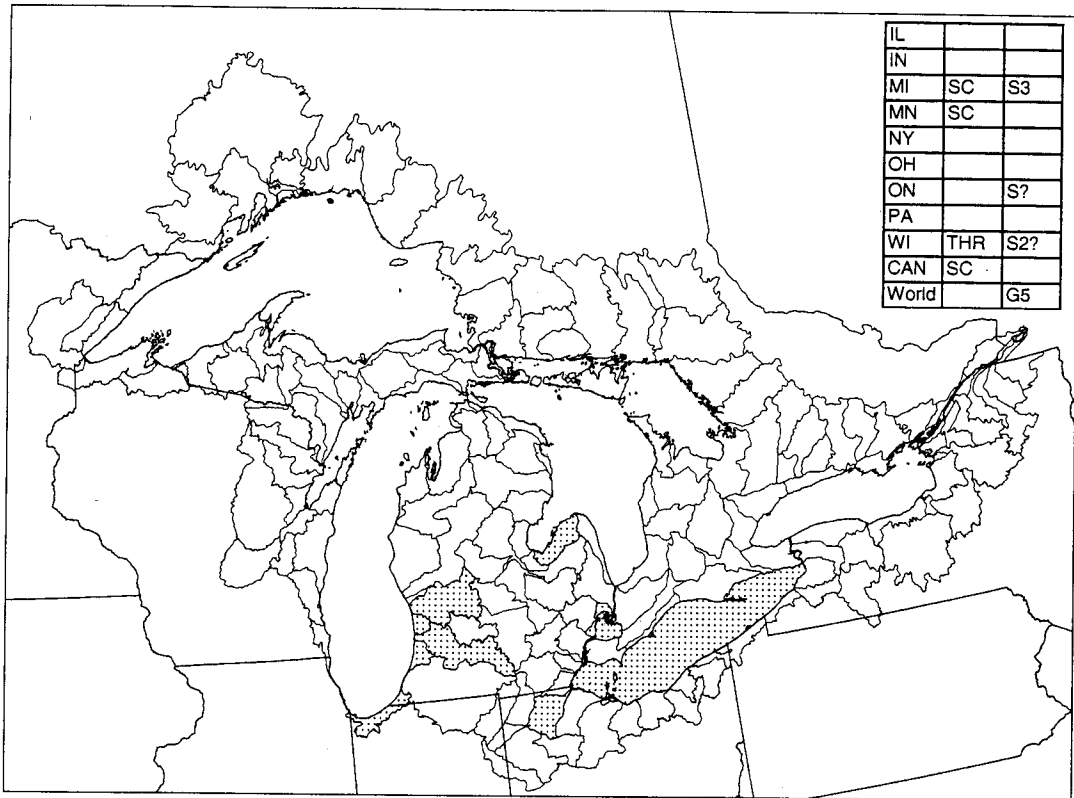 IL
IN
MI SC S3
MN SC
NY
OH
ON S?
PA
WI THR S2?
CAN SC
World G5